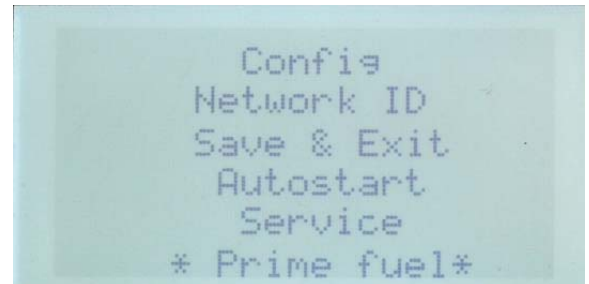 Config
Network ID
Save & Exit
Autostart
Service
* Prime fuel*